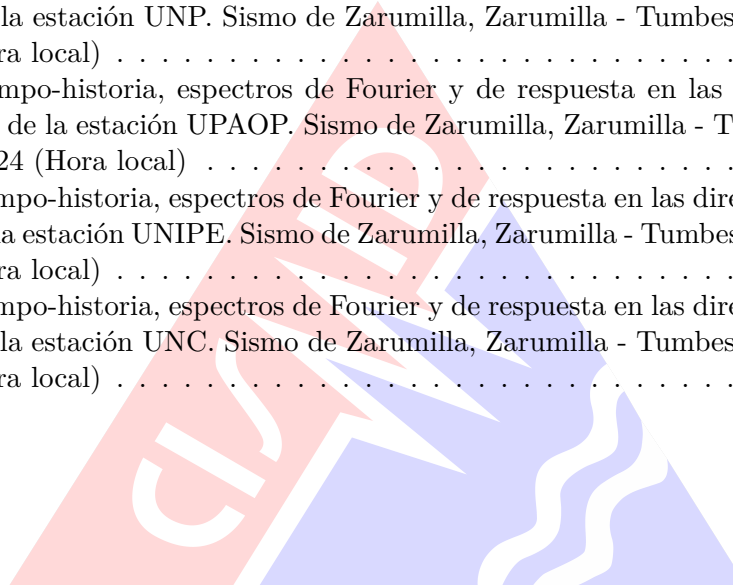 la estación UNP. Sismo de Zarumilla, Zarumilla - Tumbes
ra local) . . . . . . . . . . . . . . . . . . . . . . . . . . .
mpo-historia, espectros de Fourier y de respuesta en las
de la estación UPAOP. Sismo de Zarumilla, Zarumilla - T
24 (Hora local) . . . . . . . . . . . . . . . . . . . . . . .
mpo-historia, espectros de Fourier y de respuesta en las dire
la estación UNIPE. Sismo de Zarumilla, Zarumilla - Tumbes
ra local) . . . . . . . . . . . . . . . . . . . . . . . . . . .
mpo-historia, espectros de Fourier y de respuesta en las dire
la estación UNC. Sismo de Zarumilla, Zarumilla - Tumbes
ra local) . . . . . . . . . . . . . . . . . . . . . . . . . . .
CISMID